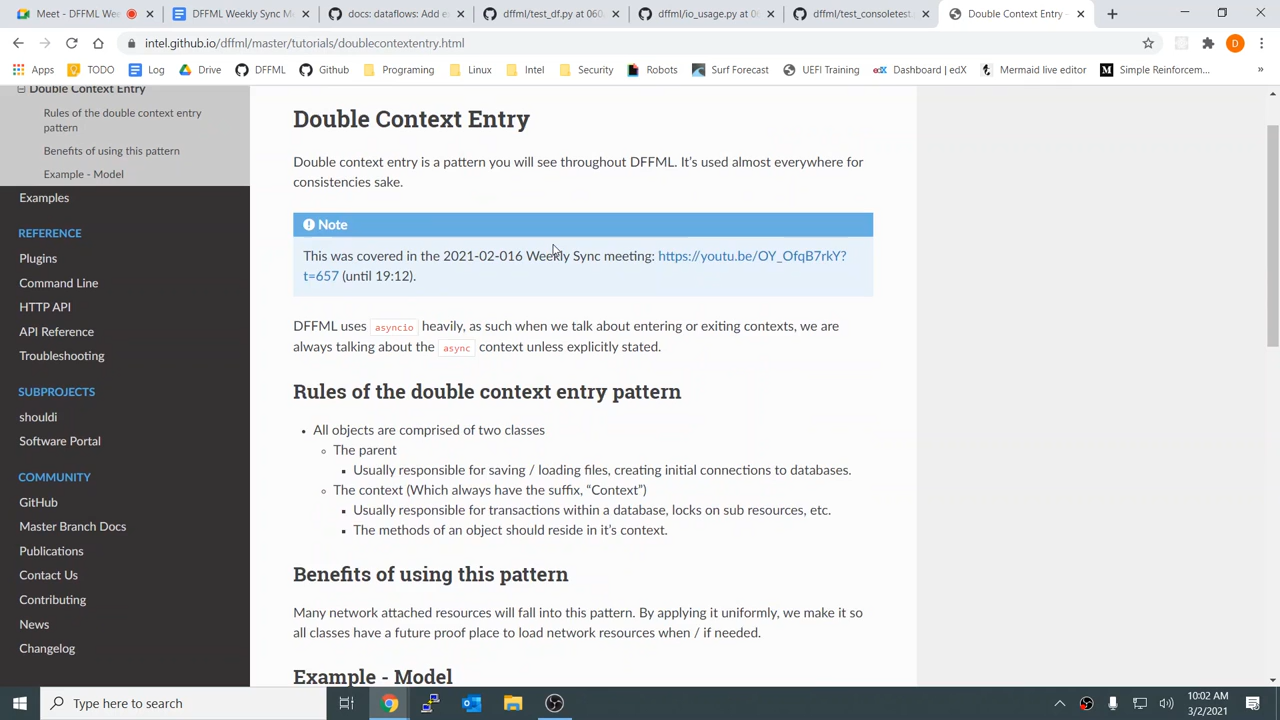 Meet - DFFML Wee
DFFML Weekly Sync M
docs: dataflows: Add e
dffml/test_df.py at 060
dffml/io_usage.py at 06
dffml/test_consoletest.
Double Context Entry
intel.github.io/dffml/master/tutorials/doublecontextentry.html
D
Apps
TODO
Log
Drive
DFFML
Github
Programing
Linux
Intel
Security
Robots
Surf Forecast
UEFI Training
edX Dashboard | edX
Mermaid live editor
M Simple Reinforcem...
Double Context Entry
Rules of the double context entry
pattern
Benefits of using this pattern
Example - Model
Examples
REFERENCE
Plugins
Command Line
HTTP API
API Reference
Troubleshooting
SUBPROJECTS
shouldi
Software Portal
COMMUNITY
GitHub
Master Branch Docs
Publications
Contact Us
Contributing
News
Changelog
Double Context Entry
Double context entry is a pattern you will see throughout DFFML. It's used almost everywhere for
consistencies sake.
Note
This was covered in the 2021-02-016 Weekly Sync meeting: https://youtu.be/OY_OfqB7rkY?
t=657 (until 19:12).
DFFML uses asyncio heavily, as such when we talk about entering or exiting contexts, we are
always talking about the async context unless explicitly stated.
Rules of the double context entry pattern
• All objects are comprised of two classes
◦ The parent
▪ Usually responsible for saving / loading files, creating initial connections to databases.
◦ The context (Which always have the suffix, “Context”)
▪ Usually responsible for transactions within a database, locks on sub resources, etc.
▪ The methods of an object should reside in it's context.
Benefits of using this pattern
Many network attached resources will fall into this pattern. By applying it uniformly, we make it so
all classes have a future proof place to load network resources when / if needed.
Example - Model
Type here to search
10:02 AM
3/2/2021